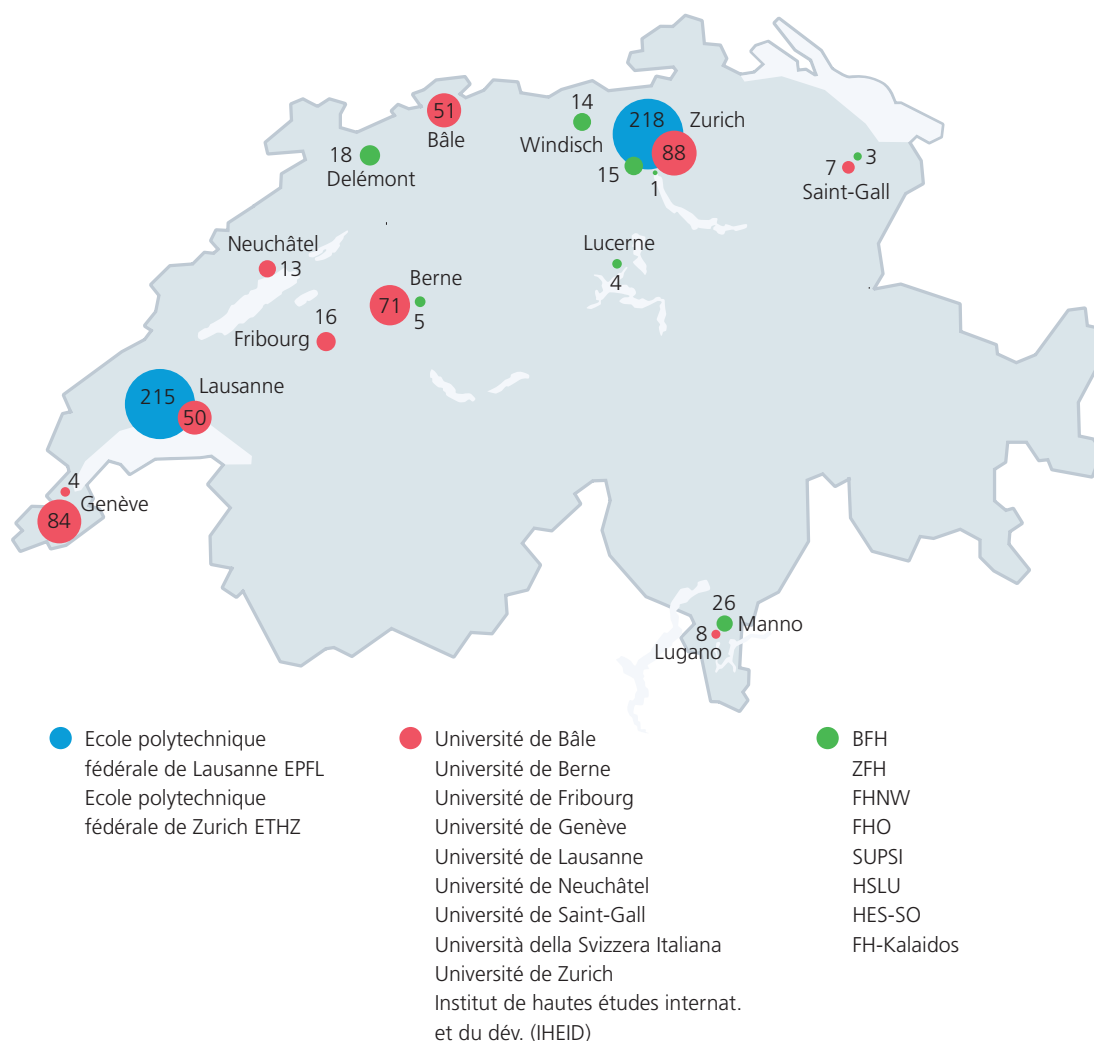 14
51
218
Zurich
Bâle
Windisch
88
3
18
15
7
Delémont
1
Saint-Gall
Neuchâtel
Lucerne
13
Berne
4
16
71
5
Fribourg
Lausanne
215
50
4
Genève
84
26
Manno
8
Lugano
Ecole polytechnique
fédérale de Lausanne EPFL
Ecole polytechnique
fédérale de Zurich ETHZ
Université de Bâle
Université de Berne
Université de Fribourg
Université de Genève
Université de Lausanne
Université de Neuchâtel
Université de Saint-Gall
Università della Svizzera Italiana
Université de Zurich
Institut de hautes études internat.
et du dév. (IHEID)
BFH
ZFH
FHNW
FHO
SUPSI
HSLU
HES-SO
FH-Kalaidos